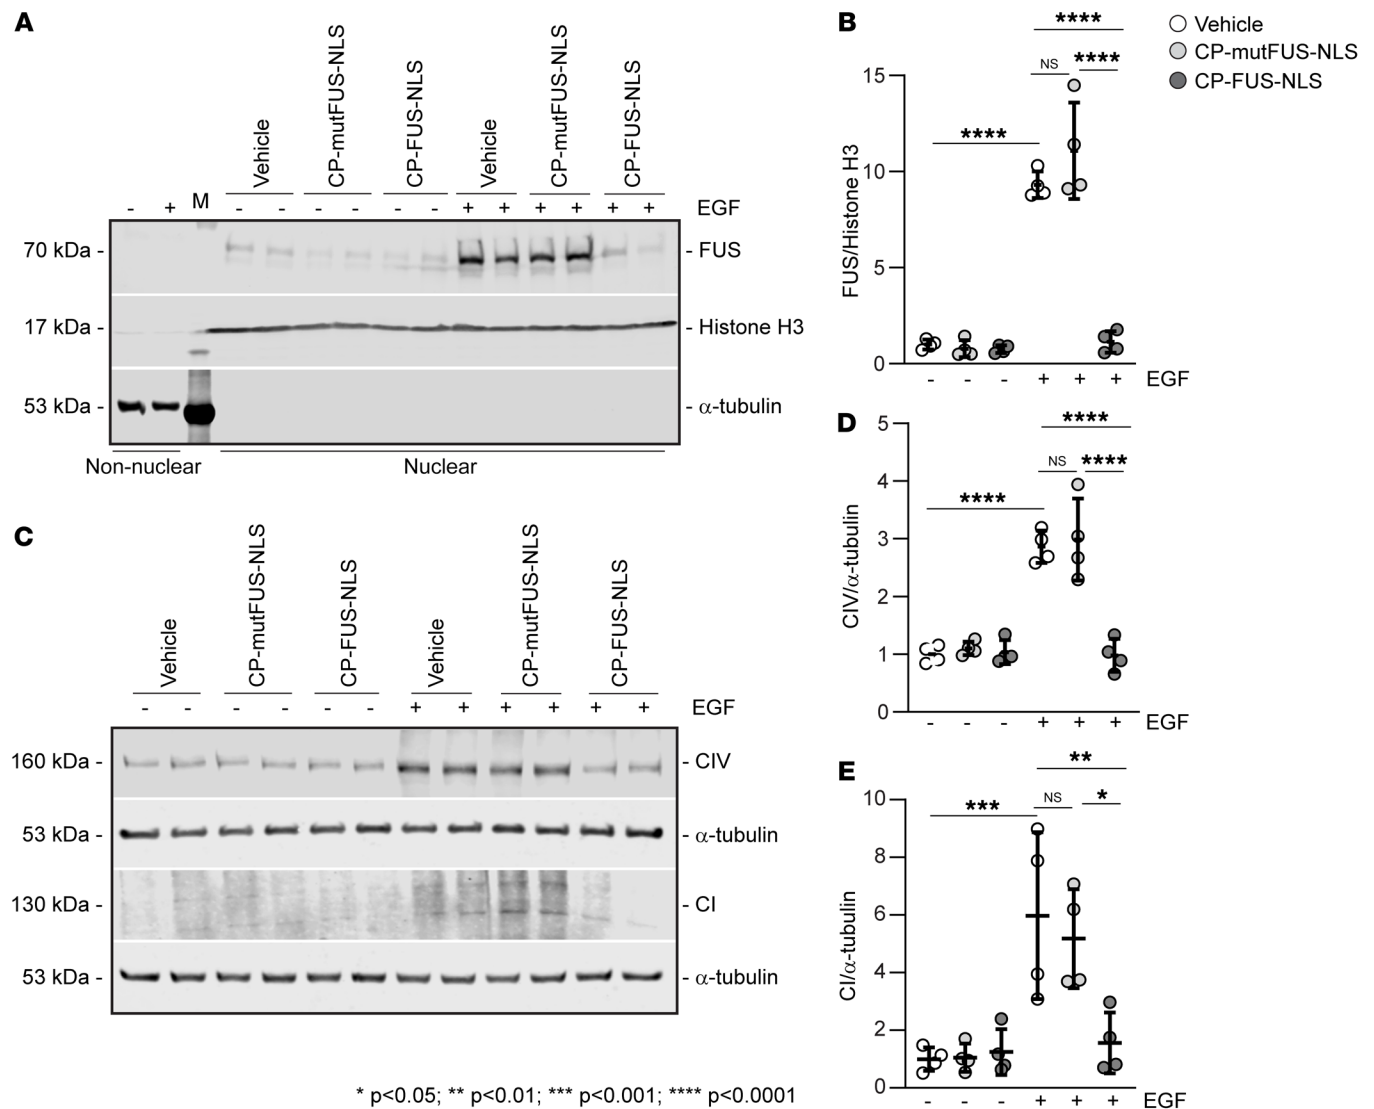 A
Vehicle
CP-mutFUS-NLS
CP-FUS-NLS
Vehicle
CP-mutFUS-NLS
CP-FUS-NLS
- + M - - - - - - + + + + + + EGF
70 kDa - - FUS
17 kDa - - Histone H3
53 kDa - - α-tubulin
Non-nuclear Nuclear
B
Vehicle
CP-mutFUS-NLS
CP-FUS-NLS
****
NS ****
****
FUS/Histone H3
15
10
5
0
- - - + + + EGF
C
Vehicle
CP-mutFUS-NLS
CP-FUS-NLS
Vehicle
CP-mutFUS-NLS
CP-FUS-NLS
- - - - - - + + + + + + EGF
160 kDa - - CIV
53 kDa - - α-tubulin
130 kDa - - CI
53 kDa - - α-tubulin
D
****
NS ****
****
CIV/α-tubulin
5
4
3
2
1
0
- - - + + + EGF
E
**
NS *
***
CI/α-tubulin
10
8
6
4
2
0
- - - + + + EGF
* p<0.05; ** p<0.01; *** p<0.001; **** p<0.0001